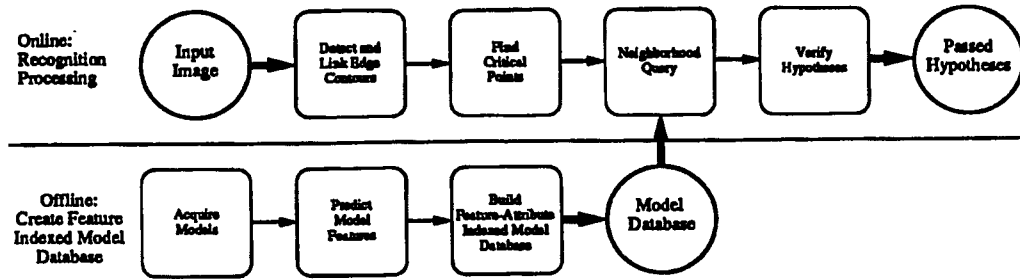 Online:
Recognition
Processing
Input
Image
Detect and
Link Edge
Contours
Find
Critical
Points
Neighborhood
Query
Verify
Hypotheses
Passed
Hypotheses
Offline:
Create Feature
Indexed Model
Database
Acquire
Models
Predict
Model
Features
Build
Feature-Attribute
Indexed Model
Database
Model
Database